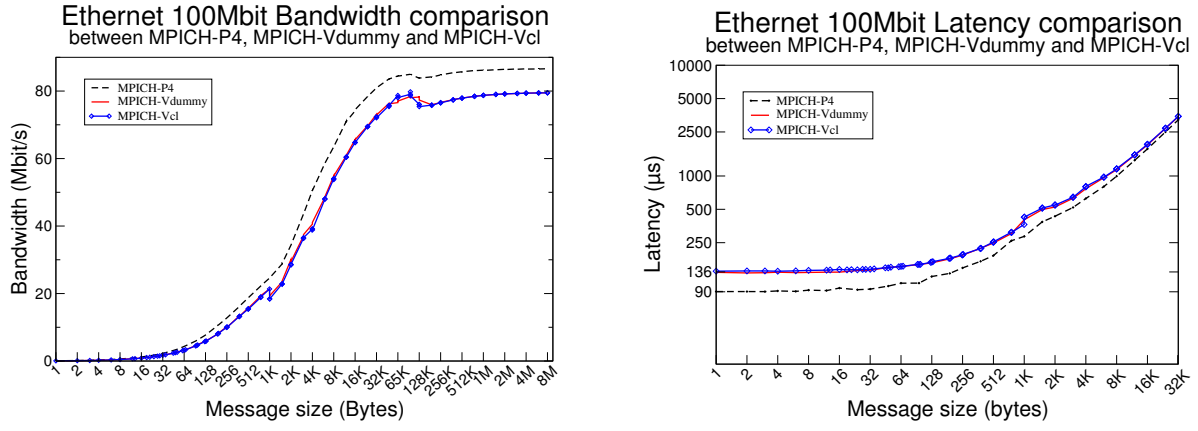 Ethernet 100Mbit Bandwidth comparison
between MPICH-P4, MPICH-Vdummy and MPICH-Vcl
MPICH-P4
MPICH-Vdummy
MPICH-Vcl
Bandwidth (Mbit/s)
80
60
40
20
0
1 2 4 8 16 32 64 128 256 512 1K 2K 4K 8K 16K 32K 65K 128K 256K 512K 1M 2M 4M 8M
Message size (Bytes)
Ethernet 100Mbit Latency comparison
between MPICH-P4, MPICH-Vdummy and MPICH-Vcl
MPICH-P4
MPICH-Vdummy
MPICH-Vcl
Latency (µs)
10000
5000
2500
1000
500
250
136
90
1 2 4 8 16 32 64 128 256 512 1K 2K 4K 8K 16K 32K
Message size (bytes)